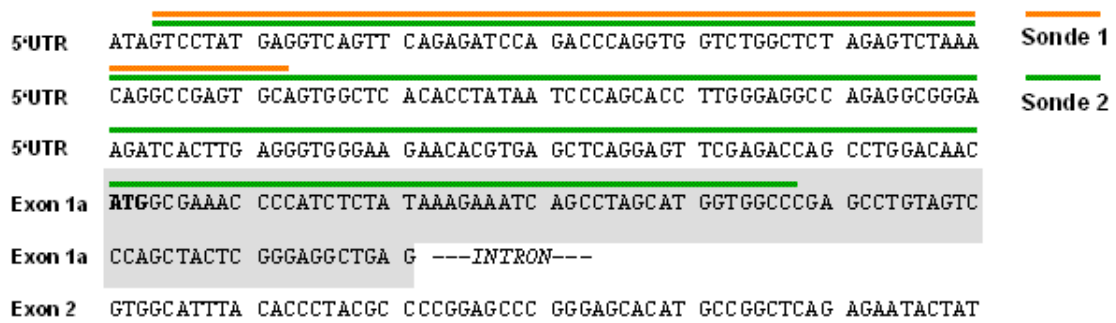 5'UTR ATAGTCCTAT GAGGTCAGTT CAGAGATCCA GACCCAGGTG GTCTGGCTCT AGAGTCTAAA Sonde 1
5'UTR CAGGCCGAGT GCAGTGGCTC ACACCTATAA TCCCAGCACC TTGGGAGGCC AGAGGCGGGA Sonde 2
5'UTR AGATCACTTG AGGGTGGGAA GAACACGTGA GCTCAGGAGT TCGAGACCAG CCTGGACAAC
Exon 1a ATGGCGAAAC CCCATCTCTA TAAAGAAATC AGCCTAGCAT GGTGGCCCGA GCCTGTAGTC
Exon 1a CCAGCTACTC GGGAGGCTGA G ---INTRON---
Exon 2 GTGGCATTTA CACCCTACGC CCCGGAGCCC GGGAGCACAT GCCGGCTCAG AGAATACTAT